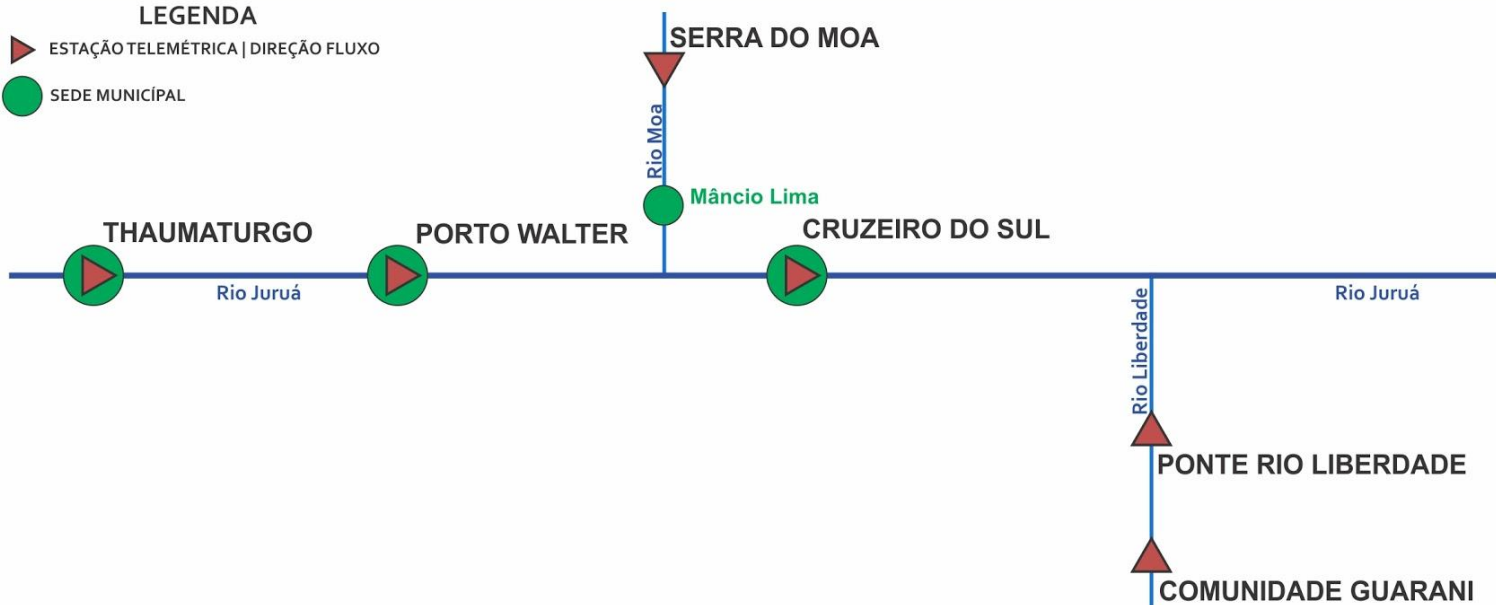 LEGENDA
ESTAÇÃO TELEMÉTRICA | DIREÇÃO FLUXO
SEDE MUNICÍPAL
SERRA DO MOA
Rio Moa
Mâncio Lima
THAUMATURGO
PORTO WALTER
CRUZEIRO DO SUL
Rio Juruá
Rio Juruá
Rio Liberdade
PONTE RIO LIBERDADE
COMUNIDADE GUARANI